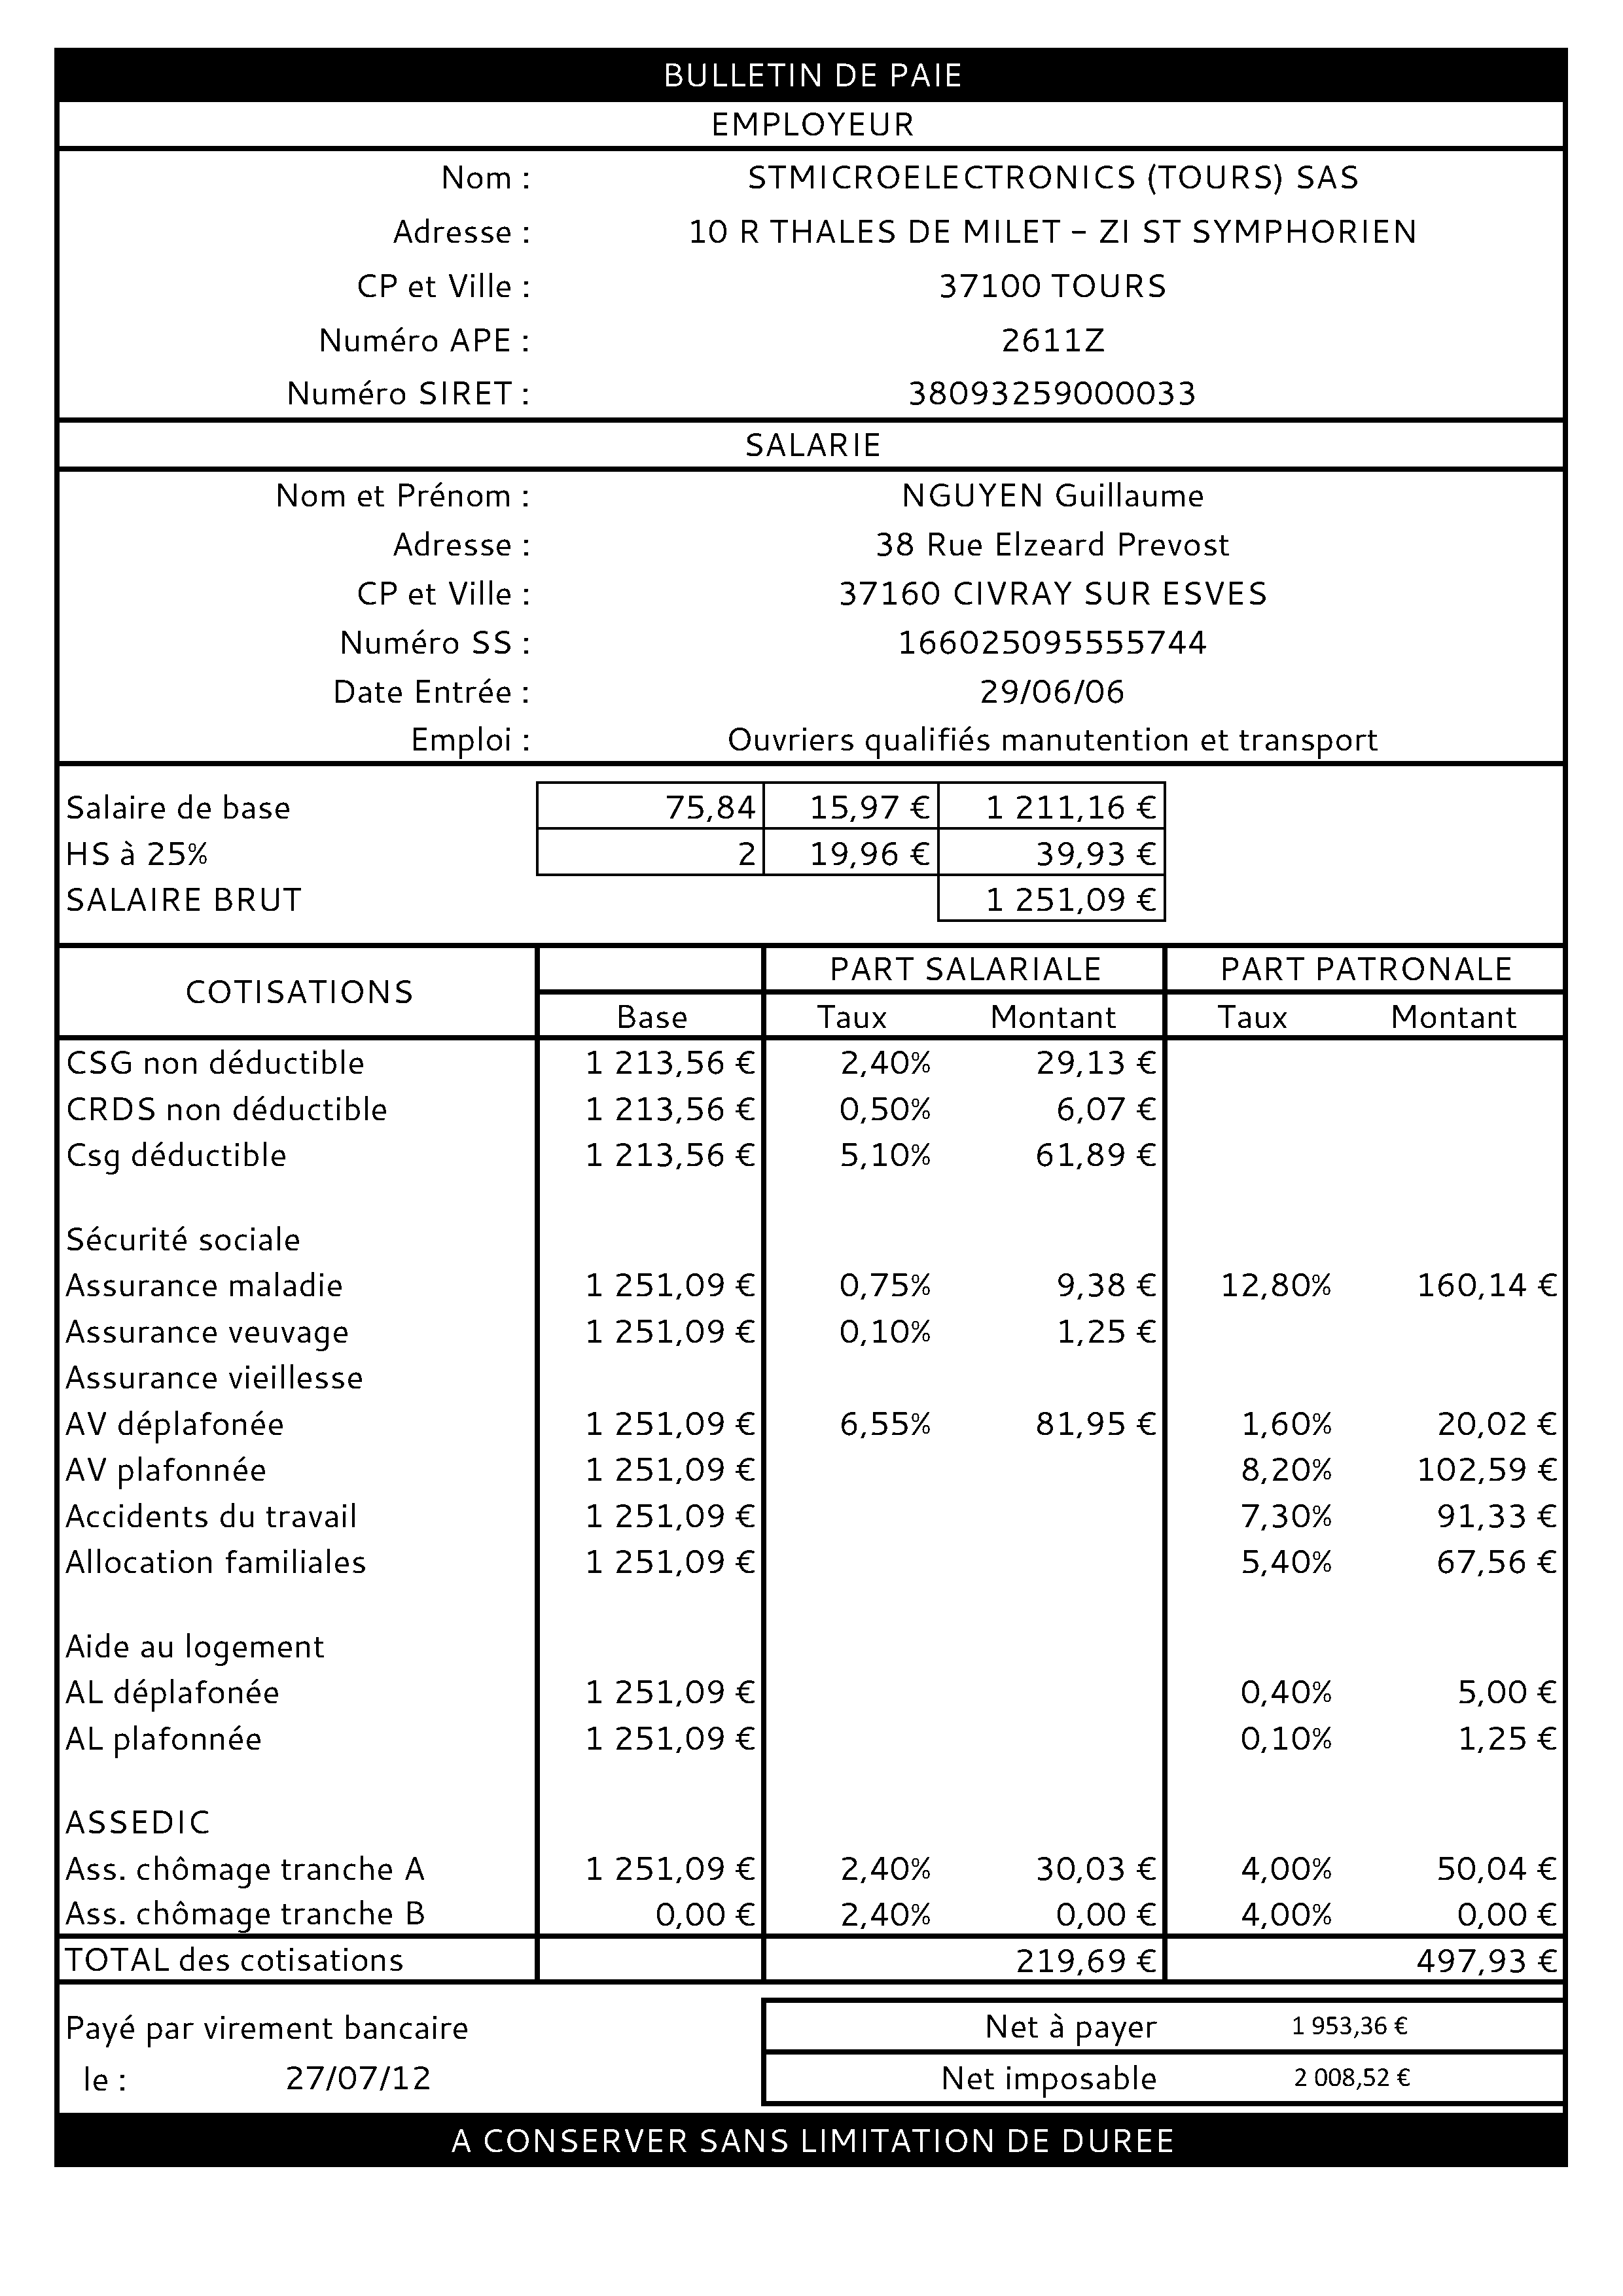 BULLETIN DE PAIE
EMPLOYEUR
Nom : STMICROELECTRONICS (TOURS) SAS
Adresse : 10 R THALES DE MILET - ZI ST SYMPHORIEN
CP et Ville : 37100 TOURS
Numéro APE : 2611Z
Numéro SIRET : 38093259000033
SALARIE
Nom et Prénom : NGUYEN Guillaume
Adresse : 38 Rue Elzeard Prevost
CP et Ville : 37160 CIVRAY SUR ESVES
Numéro SS : 166025095555744
Date Entrée : 29/06/06
Emploi : Ouvriers qualifiés manutention et transport
Salaire de base 75,84 15,97 € 1 211,16 €
HS à 25% 2 19,96 € 39,93 €
SALAIRE BRUT 1 251,09 €
COTISATIONS PART SALARIALE PART PATRONALE
Base Taux Montant Taux Montant
CSG non déductible 1 213,56 € 2,40% 29,13 €
CRDS non déductible 1 213,56 € 0,50% 6,07 €
Csg déductible 1 213,56 € 5,10% 61,89 €
Sécurité sociale
Assurance maladie 1 251,09 € 0,75% 9,38 € 12,80% 160,14 €
Assurance veuvage 1 251,09 € 0,10% 1,25 €
Assurance vieillesse
AV déplafonée 1 251,09 € 6,55% 81,95 € 1,60% 20,02 €
AV plafonnée 1 251,09 € 8,20% 102,59 €
Accidents du travail 1 251,09 € 7,30% 91,33 €
Allocation familiales 1 251,09 € 5,40% 67,56 €
Aide au logement
AL déplafonée 1 251,09 € 0,40% 5,00 €
AL plafonnée 1 251,09 € 0,10% 1,25 €
ASSEDIC
Ass. chômage tranche A 1 251,09 € 2,40% 30,03 € 4,00% 50,04 €
Ass. chômage tranche B 0,00 € 2,40% 0,00 € 4,00% 0,00 €
TOTAL des cotisations 219,69 € 497,93 €
Payé par virement bancaire Net à payer 1 953,36 €
le : 27/07/12 Net imposable 2 008,52 €
A CONSERVER SANS LIMITATION DE DUREE